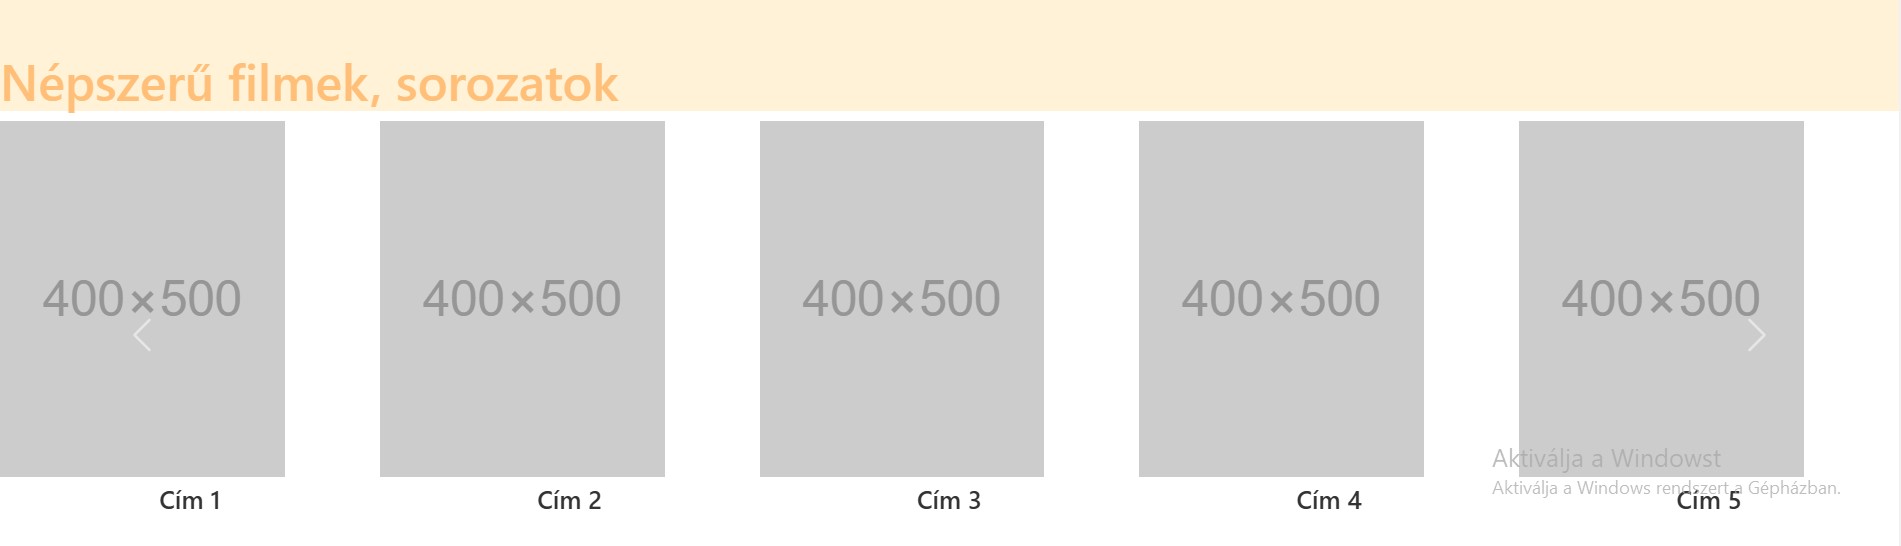 Népszerű filmek, sorozatok
400×500
400×500
400×500
400×500
400×500
Aktiválja a Windowst
Aktiválja a Windows rendszert a Gépházban.
Cím 1
Cím 2
Cím 3
Cím 4
Cím 5